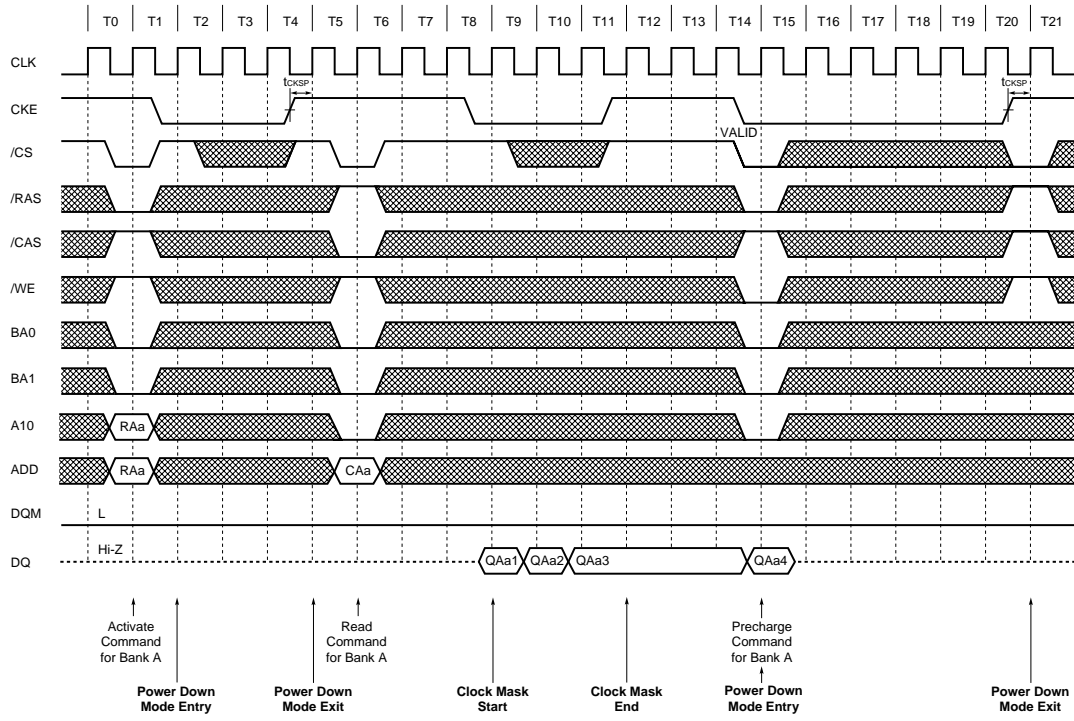 T0 T1 T2 T3 T4 T5 T6 T7 T8 T9 T10 T11 T12 T13 T14 T15 T16 T17 T18 T19 T20 T21
CLK
tCKSP tCKSP
CKE
VALID
/CS
/RAS
/CAS
/WE
BA0
BA1
A10 RAa
ADD RAa CAa
DQM L
Hi-Z
DQ QAa1 QAa2 QAa3 QAa4
Activate
Command
for Bank A
Read
Command
for Bank A
Precharge
Command
for Bank A
Power Down
Mode Entry
Power Down
Mode Exit
Clock Mask
Start
Clock Mask
End
Power Down
Mode Entry
Power Down
Mode Exit